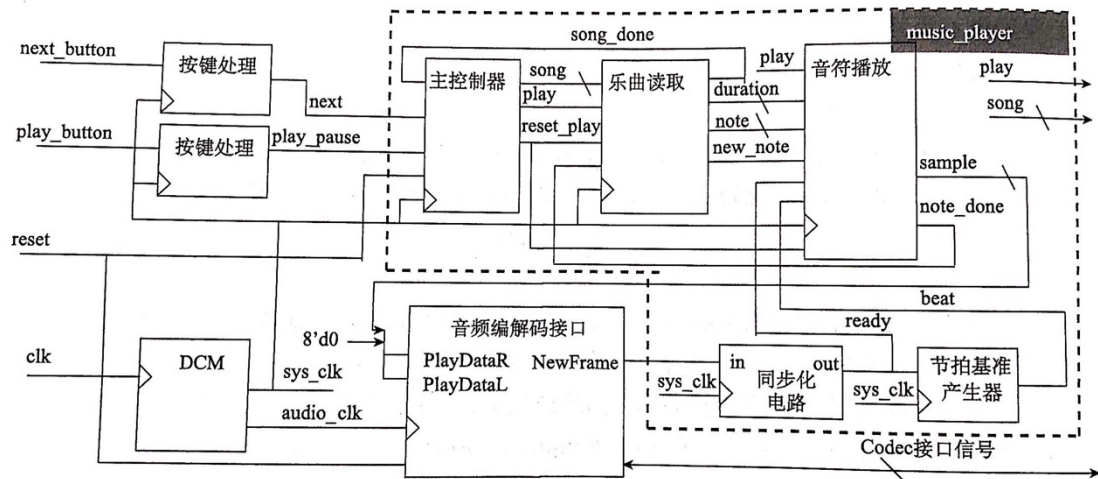 music_player
next_button
按键处理
next
play_button
按键处理
play_pause
reset
song_done
主控制器
song
play
reset_play
乐曲读取
duration
note
new_note
play
音符播放
sample
note_done
play
song
beat
ready
8'd0
音频编解码接口
PlayDataR
NewFrame
PlayDataL
clk
DCM
sys_clk
audio_clk
sys_clk
in
out
同步化
电路
sys_clk
节拍基准
产生器
Codec接口信号